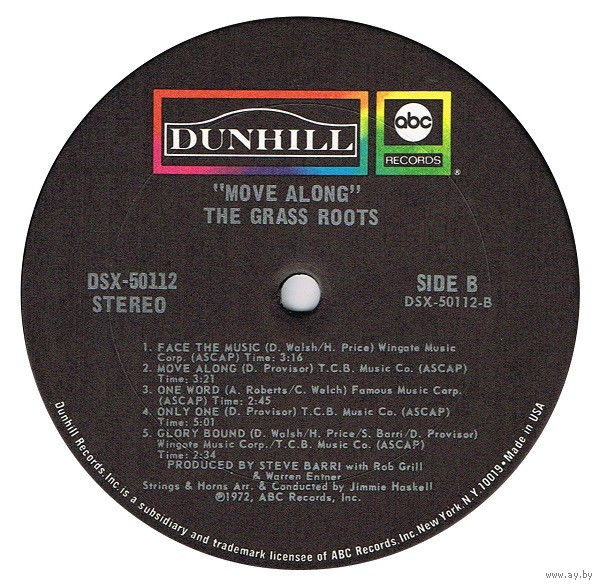 DUNHILL
abc
RECORDS
®
"MOVE ALONG"
THE GRASS ROOTS
DSX-50112
STEREO
SIDE B
DSX-50112-B
1. FACE THE MUSIC (D. Walsh/H. Price) Wingate Music
Corp. (ASCAP) Time: 3:16
2. MOVE ALONG (D. Provisor) T.C.B. Music Co. (ASCAP)
Time: 3:21
3. ONE WORD (A. Roberts/C. Welch) Famous Music Corp.
(ASCAP) Time: 2:45
4. ONLY ONE (D. Provisor) T.C.B. Music Co. (ASCAP)
Time: 5:01
5. GLORY BOUND (D. Walsh/H. Price/S. Barri/D. Provisor)
Wingate Music Corp./T.C.B. Music Co. (ASCAP)
Time: 2:34
PRODUCED BY STEVE BARRI with Rob Grill
& Warren Entner
Strings & Horns Arr. & Conducted by Jimmie Haskell
℗1972, ABC Records, Inc.
Dunhill Records, Inc. is a subsidiary and trademark licensee of ABC Records, Inc. New York, N.Y. 10019 • Made in USA
www.ay.by